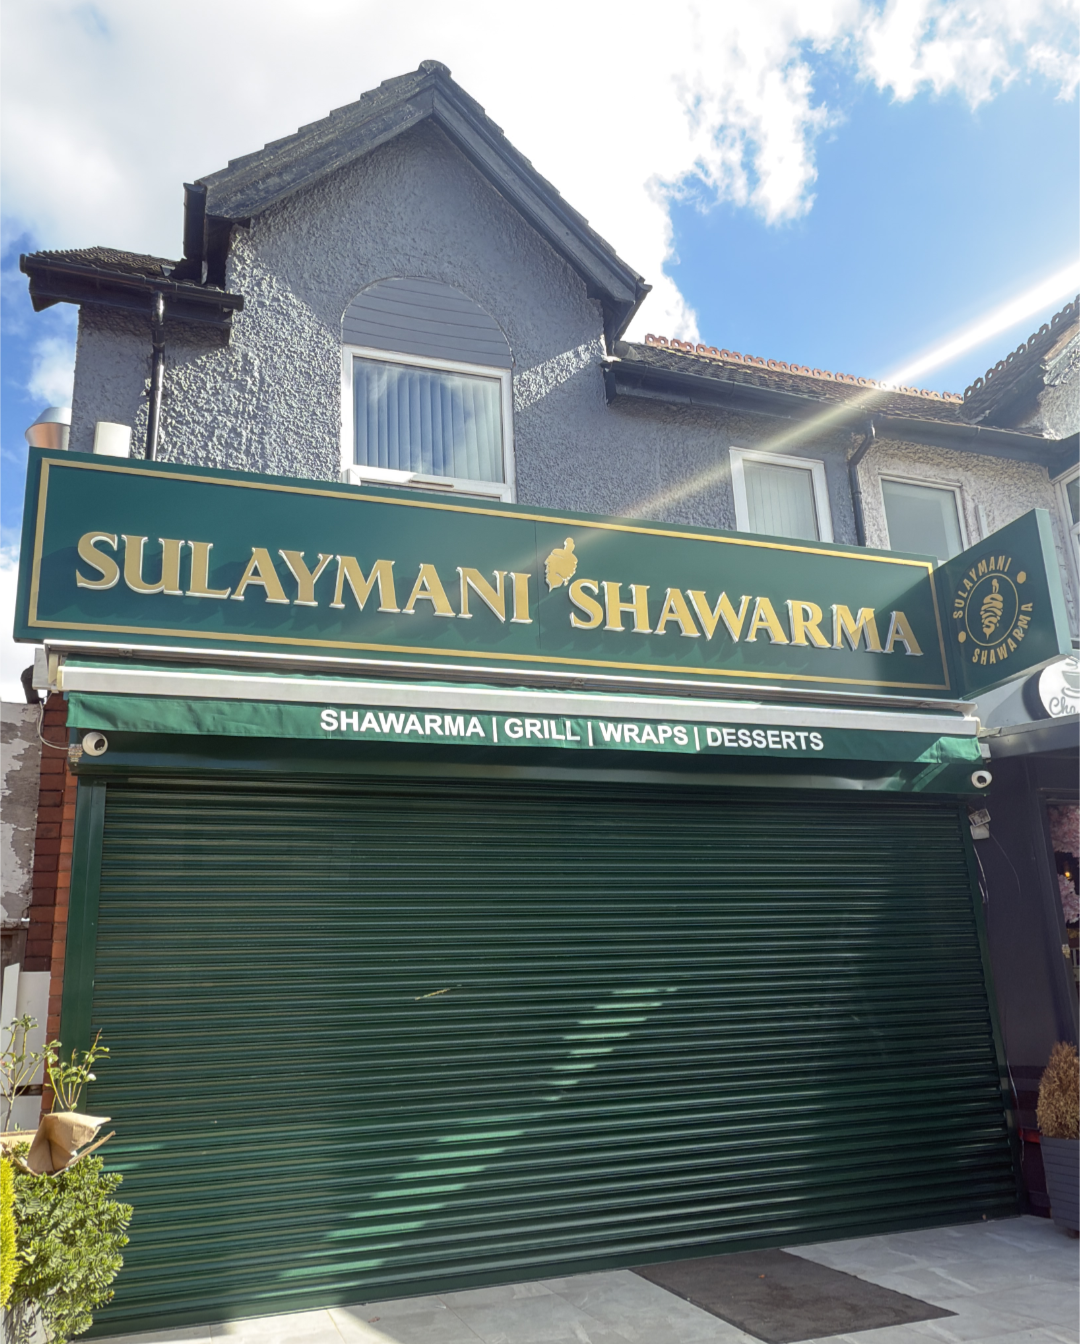 SULAYMANI SHAWARMA
SULAYMANI
SHAWARMA
SHAWARMA | GRILL | WRAPS | DESSERTS